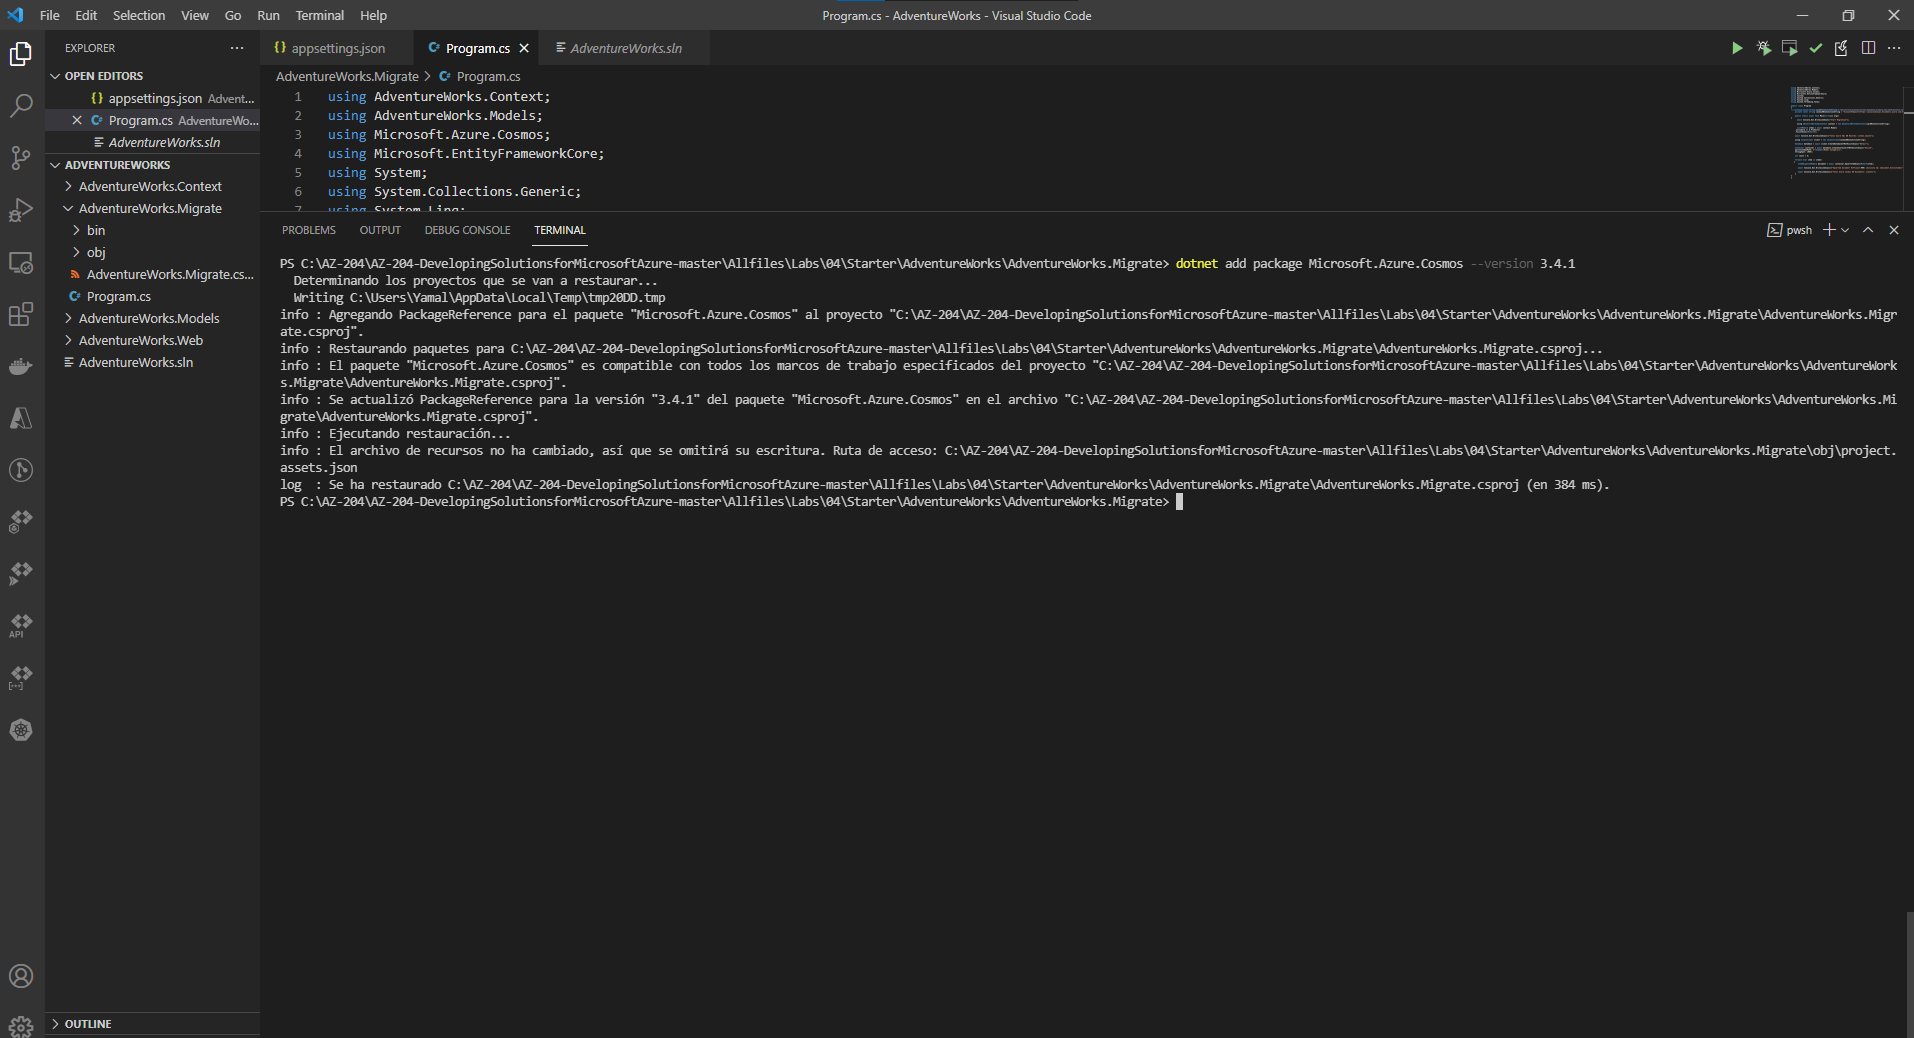 File Edit Selection View Go Run Terminal Help
Program.cs - AdventureWorks - Visual Studio Code
EXPLORER
OPEN EDITORS
appsettings.json Advent...
Program.cs AdventureWo...
AdventureWorks.sln
ADVENTUREWORKS
AdventureWorks.Context
AdventureWorks.Migrate
bin
obj
AdventureWorks.Migrate.cs...
Program.cs
AdventureWorks.Models
AdventureWorks.Web
AdventureWorks.sln
OUTLINE
API
appsettings.json
Program.cs
AdventureWorks.sln
AdventureWorks.Migrate > Program.cs
1 using AdventureWorks.Context;
2 using AdventureWorks.Models;
3 using Microsoft.Azure.Cosmos;
4 using Microsoft.EntityFrameworkCore;
5 using System;
6 using System.Collections.Generic;
7 using System.Linq;
PROBLEMS OUTPUT DEBUG CONSOLE TERMINAL
pwsh
PS C:\AZ-204\AZ-204-DevelopingSolutionsforMicrosoftAzure-master\Allfiles\Labs\04\Starter\AdventureWorks\AdventureWorks.Migrate> dotnet add package Microsoft.Azure.Cosmos --version 3.4.1
Determinando los proyectos que se van a restaurar...
Writing C:\Users\Yamal\AppData\Local\Temp\tmp20DD.tmp
info : Agregando PackageReference para el paquete "Microsoft.Azure.Cosmos" al proyecto "C:\AZ-204\AZ-204-DevelopingSolutionsforMicrosoftAzure-master\Allfiles\Labs\04\Starter\AdventureWorks\AdventureWorks.Migrate\AdventureWorks.Migr
ate.csproj".
info : Restaurando paquetes para C:\AZ-204\AZ-204-DevelopingSolutionsforMicrosoftAzure-master\Allfiles\Labs\04\Starter\AdventureWorks\AdventureWorks.Migrate\AdventureWorks.Migrate.csproj...
info : El paquete "Microsoft.Azure.Cosmos" es compatible con todos los marcos de trabajo especificados del proyecto "C:\AZ-204\AZ-204-DevelopingSolutionsforMicrosoftAzure-master\Allfiles\Labs\04\Starter\AdventureWorks\AdventureWork
s.Migrate\AdventureWorks.Migrate.csproj".
info : Se actualizó PackageReference para la versión "3.4.1" del paquete "Microsoft.Azure.Cosmos" en el archivo "C:\AZ-204\AZ-204-DevelopingSolutionsforMicrosoftAzure-master\Allfiles\Labs\04\Starter\AdventureWorks\AdventureWorks.Mi
grate\AdventureWorks.Migrate.csproj".
info : Ejecutando restauración...
info : El archivo de recursos no ha cambiado, así que se omitirá su escritura. Ruta de acceso: C:\AZ-204\AZ-204-DevelopingSolutionsforMicrosoftAzure-master\Allfiles\Labs\04\Starter\AdventureWorks\AdventureWorks.Migrate\obj\project.
assets.json
log  : Se ha restaurado C:\AZ-204\AZ-204-DevelopingSolutionsforMicrosoftAzure-master\Allfiles\Labs\04\Starter\AdventureWorks\AdventureWorks.Migrate\AdventureWorks.Migrate.csproj (en 384 ms).
PS C:\AZ-204\AZ-204-DevelopingSolutionsforMicrosoftAzure-master\Allfiles\Labs\04\Starter\AdventureWorks\AdventureWorks.Migrate>